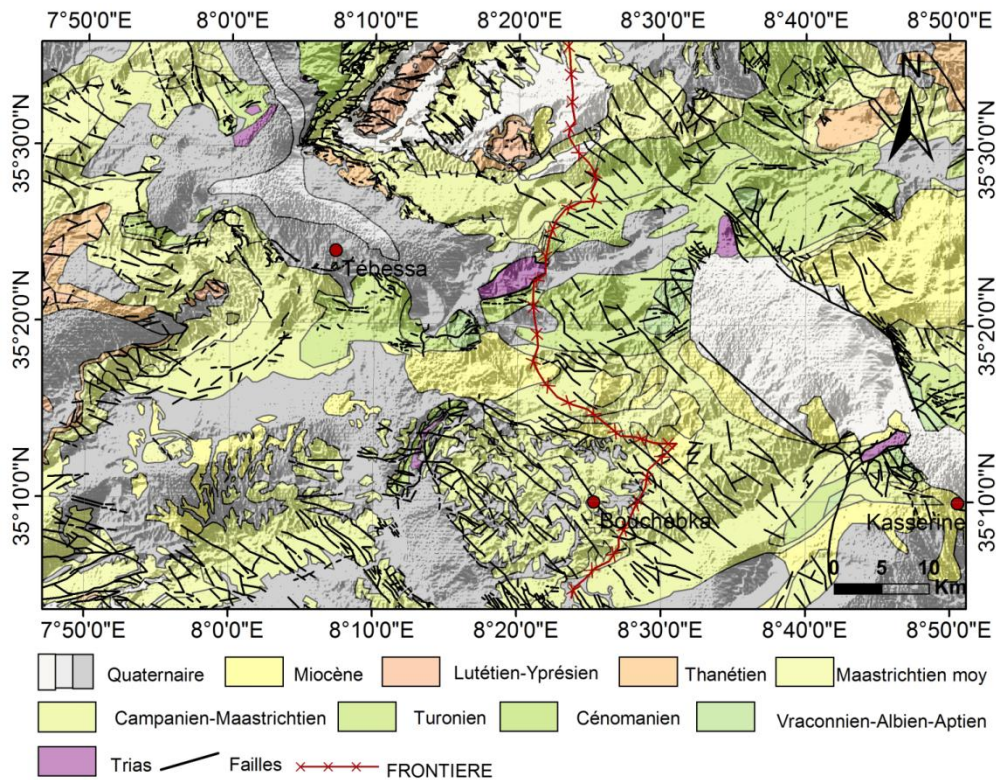 7°50'0"E 8°0'0"E 8°10'0"E 8°20'0"E 8°30'0"E 8°40'0"E 8°50'0"E
N
35°30'0"N 35°30'0"N
Tébessa
35°20'0"N 35°20'0"N
35°10'0"N 35°10'0"N
Bouchebka
Kasserine
0 5 10
Km
7°50'0"E 8°0'0"E 8°10'0"E 8°20'0"E 8°30'0"E 8°40'0"E 8°50'0"E
Quaternaire Miocène Lutétien-Yprésien Thanétien Maastrichtien moy
Campanien-Maastrichtien Turonien Cénomanien Vraconnien-Albien-Aptien
Trias Failles FRONTIERE